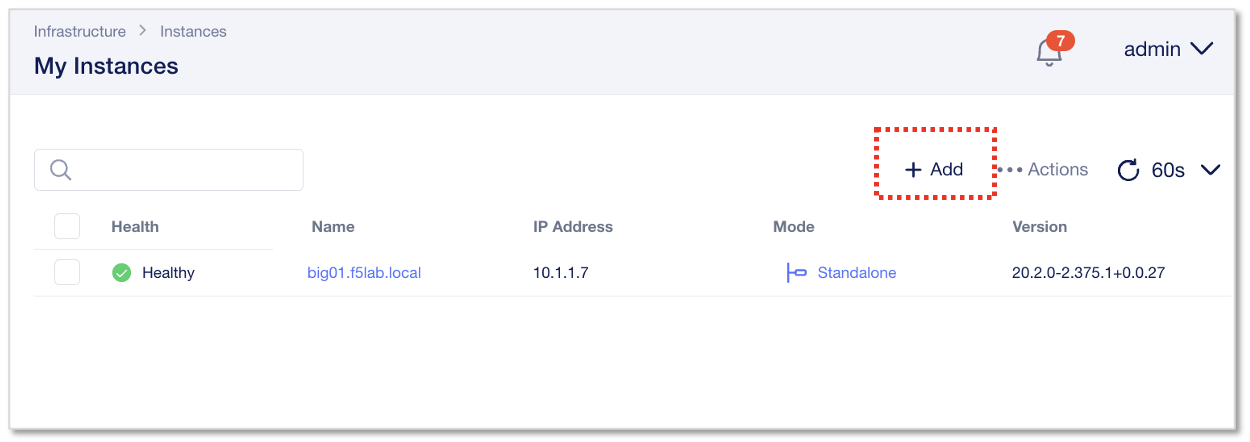 Infrastructure > Instances
My Instances
7
admin
+ Add
••• Actions
60s
Health Name IP Address Mode Version
Healthy big01.f5lab.local 10.1.1.7 Standalone 20.2.0-2.375.1+0.0.27